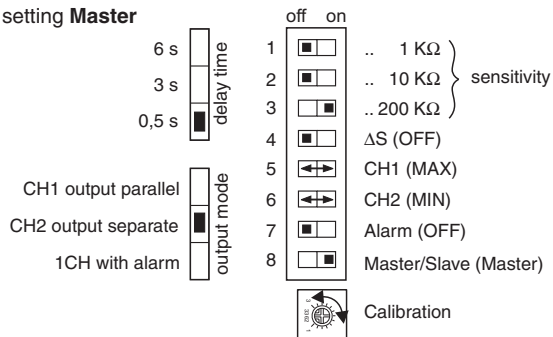 setting Master
6 s
3 s
0,5 s
delay time
CH1 output parallel
CH2 output separate
1CH with alarm
output mode
off on
1 .. 1 KΩ
2 .. 10 KΩ
3 .. 200 KΩ
sensitivity
4 ΔS (OFF)
5 CH1 (MAX)
6 CH2 (MIN)
7 Alarm (OFF)
8 Master/Slave (Master)
Calibration